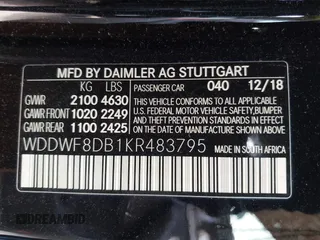 MFD BY DAIMLER AG STUTTGART
KG LBS PASSENGER CAR 040 12/18
GVWR 2100 4630 THIS VEHICLE CONFORMS TO ALL APPLICABLE
GAWR FRONT 1020 2249 U.S. FEDERAL MOTOR VEHICLE SAFETY, BUMPER,
GAWR REAR 1100 2425 AND THEFT PREVENTION STANDARDS IN EFFECT ON THE DATE OF MANUFACTURE SHOWN ABOVE.
WDDWF8DB1KR483795 MADE IN SOUTH AFRICA
DREAMBID